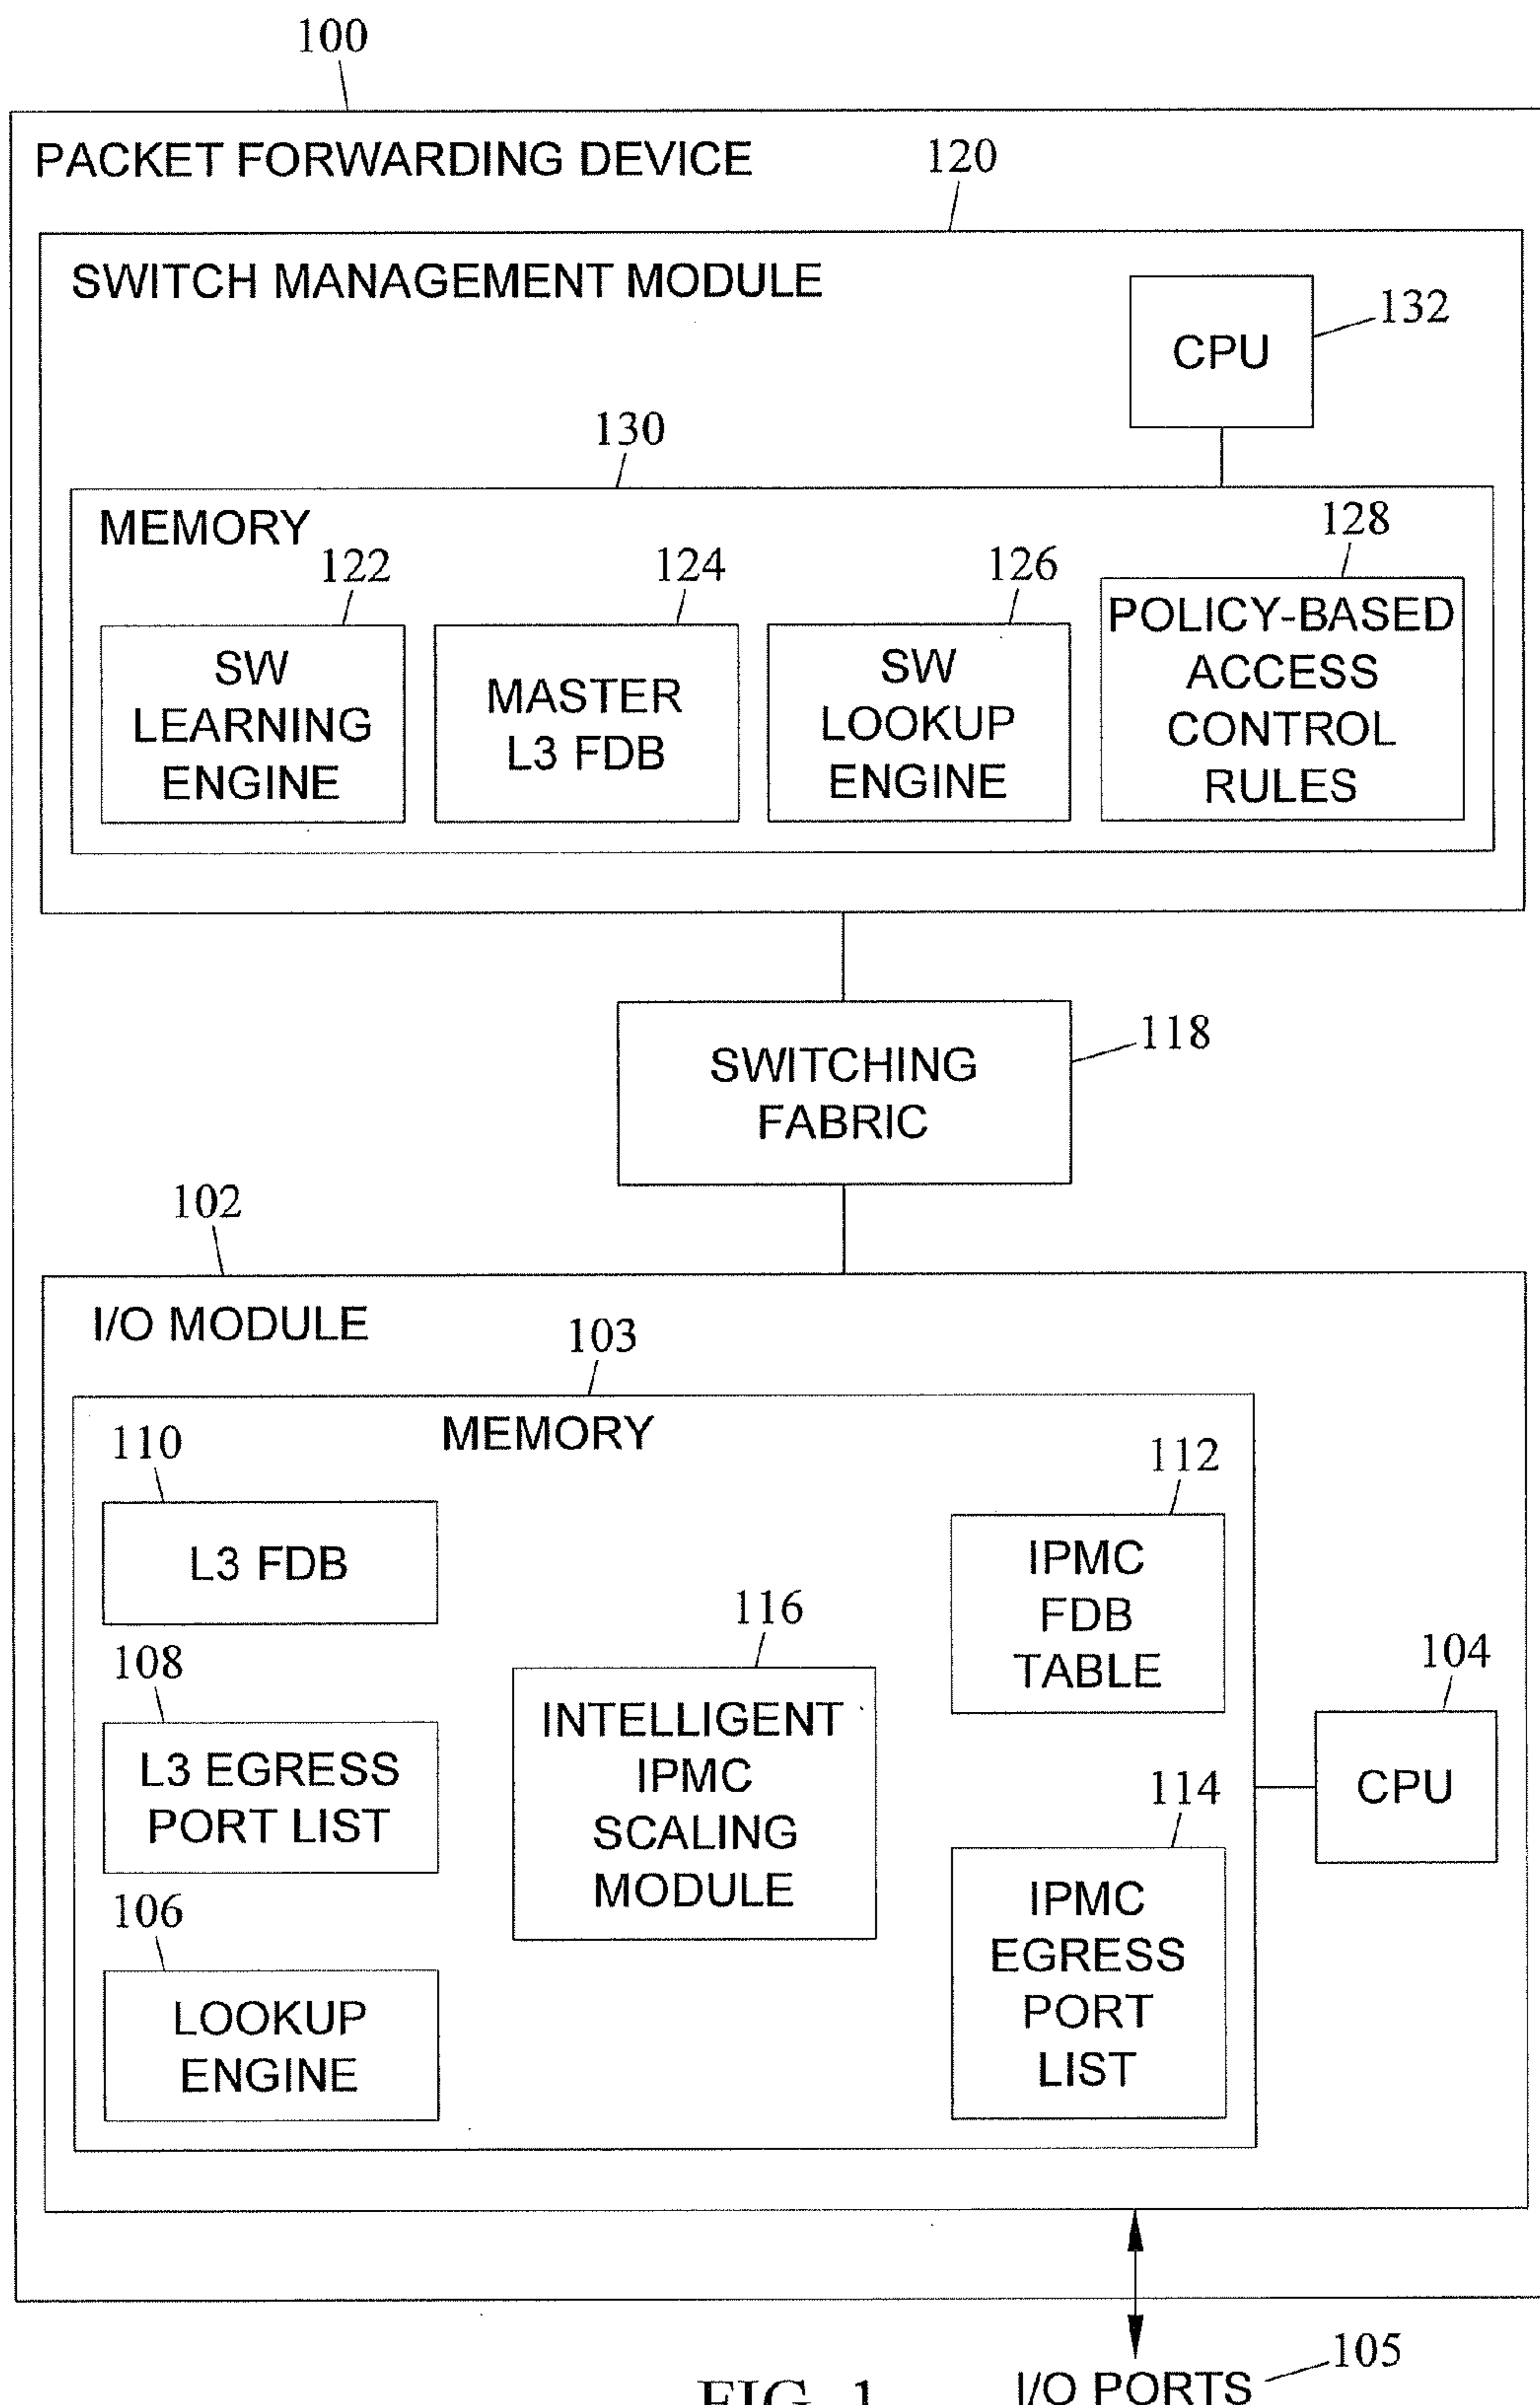 100
PACKET FORWARDING DEVICE
120
SWITCH MANAGEMENT MODULE
CPU
132
130
MEMORY
122
124
126
128
SW
LEARNING
ENGINE
MASTER
L3 FDB
SW
LOOKUP
ENGINE
POLICY-BASED
ACCESS
CONTROL
RULES
SWITCHING
FABRIC
118
102
I/O MODULE
103
MEMORY
110
L3 FDB
112
IPMC
FDB
TABLE
108
L3 EGRESS
PORT LIST
116
INTELLIGENT
IPMC
SCALING
MODULE
104
CPU
114
IPMC
EGRESS
PORT
LIST
106
LOOKUP
ENGINE
FIG. 1
I/O PORTS
105